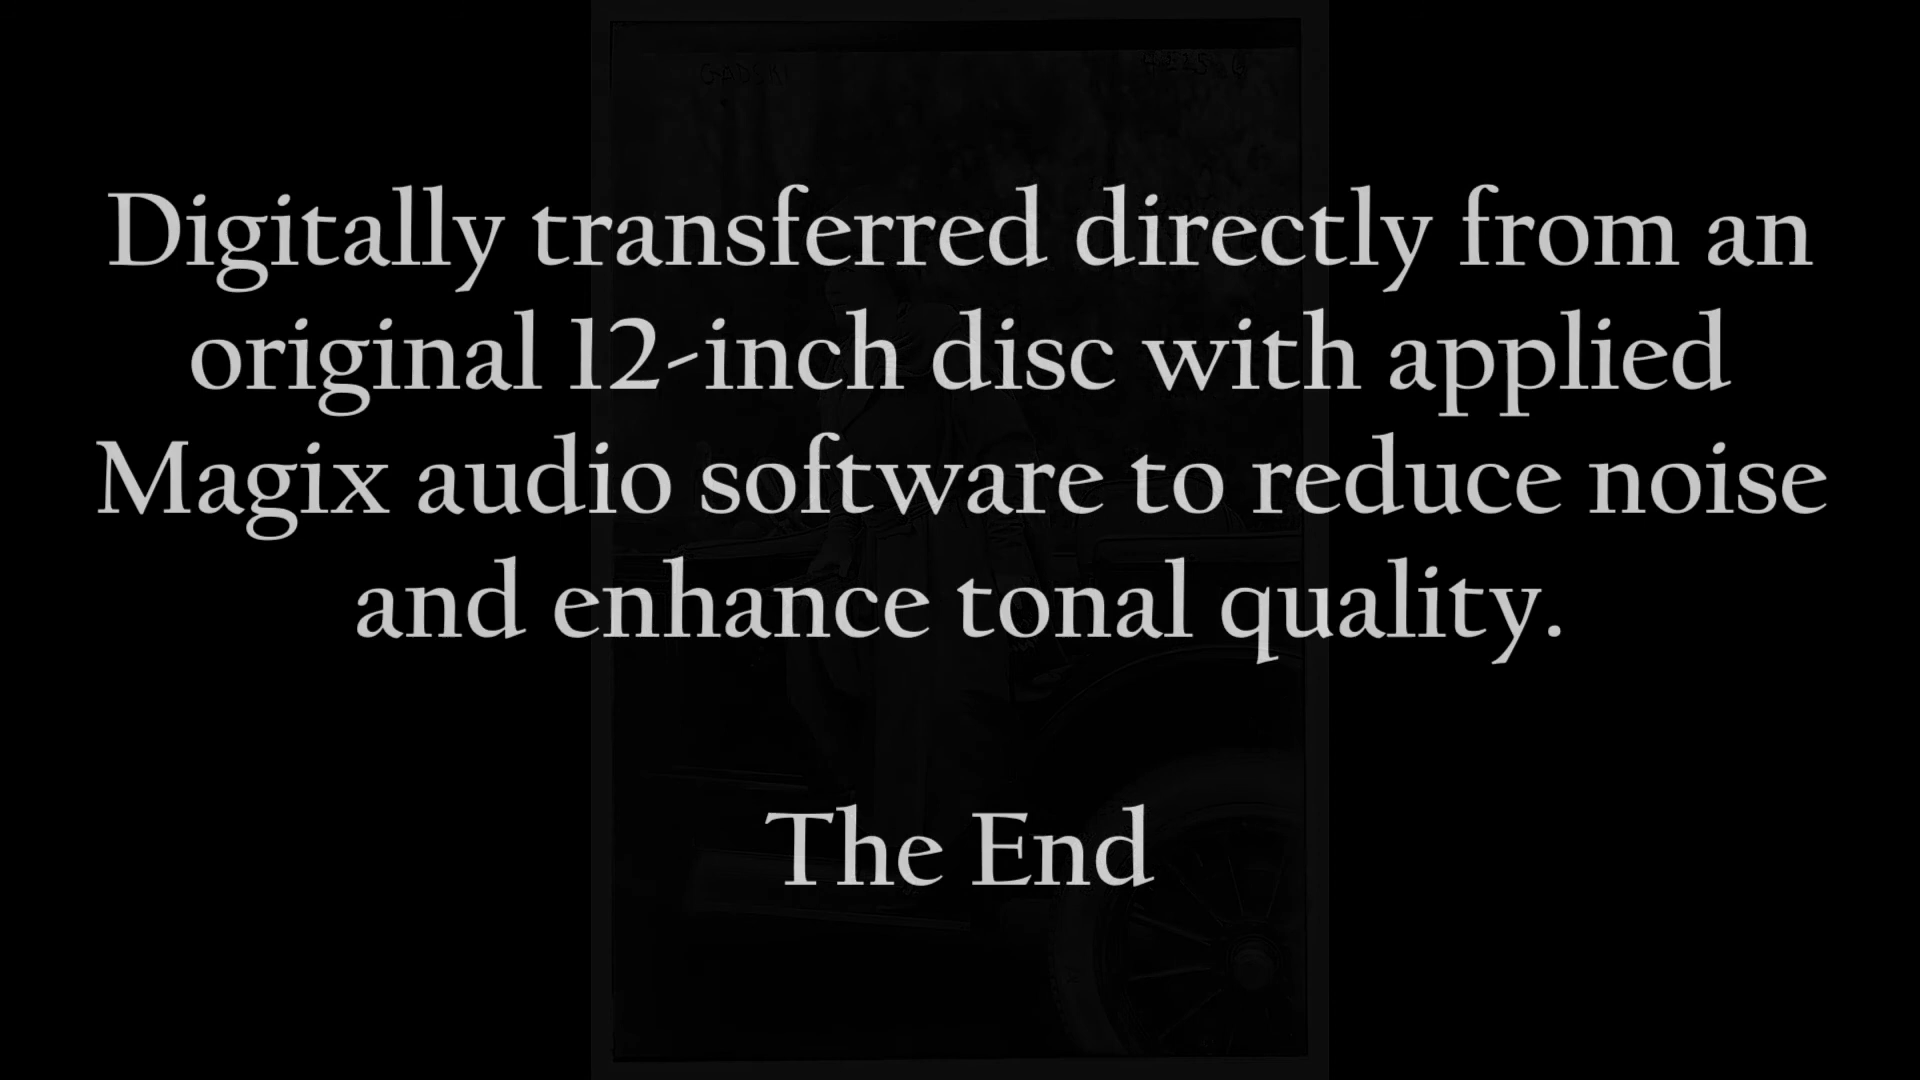 GADSKI
Digitally transferred directly from an
original 12-inch disc with applied
Magix audio software to reduce noise
and enhance tonal quality.
The End